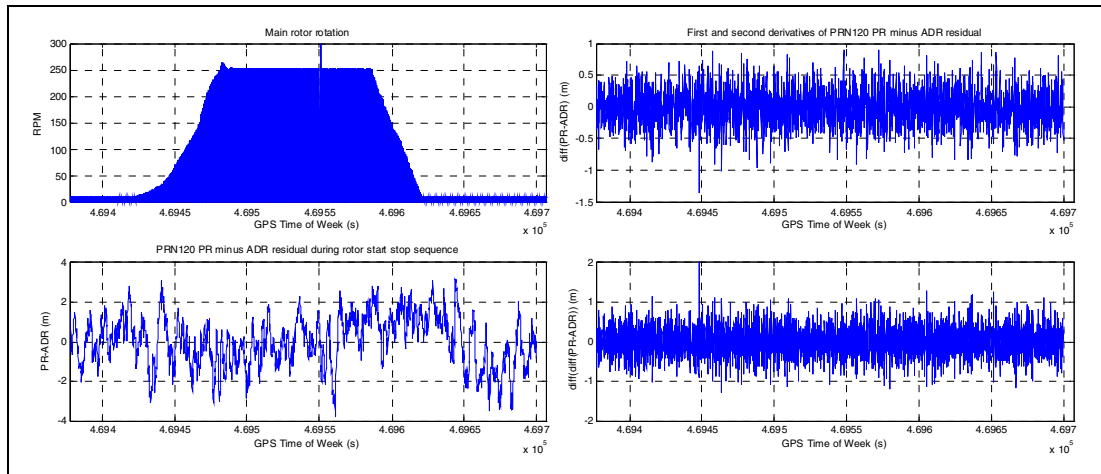 Main rotor rotation
300
250
200
150
100
50
0
RPM
4.694 4.6945 4.695 4.6955 4.696 4.6965 4.697
GPS Time of Week (s)
x 10^5
First and second derivatives of PRN120 PR minus ADR residual
1
0.5
0
-0.5
-1
-1.5
diff(PR-ADR) (m)
4.694 4.6945 4.695 4.6955 4.696 4.6965 4.697
GPS Time of Week (s)
x 10^5
PRN120 PR minus ADR residual during rotor start stop sequence
4
2
0
-2
-4
PR-ADR (m)
4.694 4.6945 4.695 4.6955 4.696 4.6965 4.697
GPS Time of Week (s)
x 10^5
2
1
0
-1
-2
diff(diff(PR-ADR)) (m)
4.694 4.6945 4.695 4.6955 4.696 4.6965 4.697
GPS Time of Week (s)
x 10^5